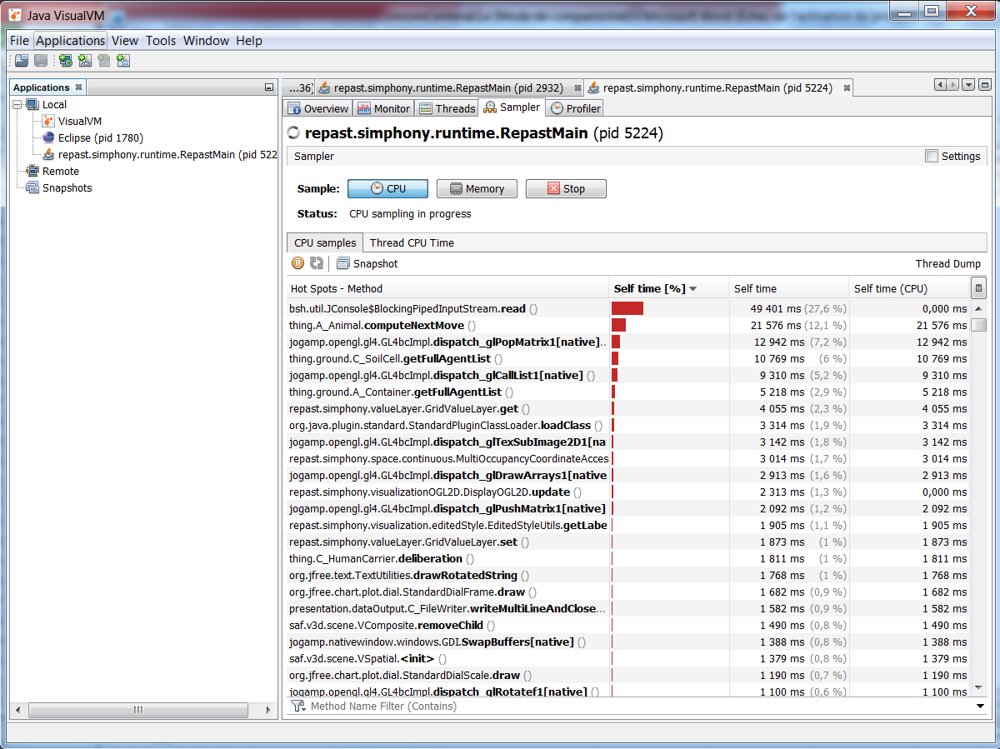 Java VisualVM
File Applications View Tools Window Help
Applications
Local
VisualVM
Eclipse (pid 1780)
repast.simphony.runtime.RepastMain (pid 522
Remote
Snapshots
...36) repast.simphony.runtime.RepastMain (pid 2932) repast.simphony.runtime.RepastMain (pid 5224)
Overview Monitor Threads Sampler Profiler
repast.simphony.runtime.RepastMain (pid 5224)
Sampler Settings
Sample: CPU Memory Stop
Status: CPU sampling in progress
CPU samples Thread CPU Time
Snapshot Thread Dump
Hot Spots - Method Self time [%] Self time Self time (CPU)
bsh.util.JConsole$BlockingPipedInputStream.read () 49 401 ms (27,6 %) 0,000 ms
thing.A_Animal.computeNextMove () 21 576 ms (12,1 %) 21 576 ms
jogamp.opengl.gl4.GL4bcImpl.dispatch_glPopMatrix1[native].. 12 942 ms (7,2 %) 12 942 ms
thing.ground.C_SoilCell.getFullAgentList () 10 769 ms (6 %) 10 769 ms
jogamp.opengl.gl4.GL4bcImpl.dispatch_glCallList1[native] () 9 310 ms (5,2 %) 9 310 ms
thing.ground.A_Container.getFullAgentList () 5 218 ms (2,9 %) 5 218 ms
repast.simphony.valueLayer.GridValueLayer.get () 4 055 ms (2,3 %) 4 055 ms
org.java.plugin.standard.StandardPluginClassLoader.loadClass () 3 314 ms (1,9 %) 3 314 ms
jogamp.opengl.gl4.GL4bcImpl.dispatch_glTexSubImage2D1[na 3 142 ms (1,8 %) 3 142 ms
repast.simphony.space.continuous.MultiOccupancyCoordinateAcces 3 014 ms (1,7 %) 3 014 ms
jogamp.opengl.gl4.GL4bcImpl.dispatch_glDrawArrays1[native 2 913 ms (1,6 %) 2 913 ms
repast.simphony.visualizationOGL2D.DisplayOGL2D.update () 2 313 ms (1,3 %) 0,000 ms
jogamp.opengl.gl4.GL4bcImpl.dispatch_glPushMatrix1[native] 2 092 ms (1,2 %) 2 092 ms
repast.simphony.visualization.editedStyle.EditedStyleUtils.getLabe 1 905 ms (1,1 %) 1 905 ms
repast.simphony.valueLayer.GridValueLayer.set () 1 873 ms (1 %) 1 873 ms
thing.C_HumanCarrier.deliberation () 1 811 ms (1 %) 1 811 ms
org.jfree.text.TextUtilities.drawRotatedString () 1 768 ms (1 %) 1 768 ms
org.jfree.chart.plot.dial.StandardDialFrame.draw () 1 682 ms (0,9 %) 1 682 ms
presentation.dataOutput.C_FileWriter.writeMultiLineAndClose... 1 582 ms (0,9 %) 1 582 ms
saf.v3d.scene.VComposite.removeChild () 1 490 ms (0,8 %) 1 490 ms
jogamp.nativewindow.windows.GDI.SwapBuffers[native] () 1 388 ms (0,8 %) 1 388 ms
saf.v3d.scene.VSpatial.<init> () 1 379 ms (0,8 %) 1 379 ms
org.jfree.chart.plot.dial.StandardDialScale.draw () 1 190 ms (0,7 %) 1 190 ms
jogamp.opengl.gl4.GL4bcImpl.dispatch_glRotatef1[native] () 1 100 ms (0,6 %) 1 100 ms
Method Name Filter (Contains)